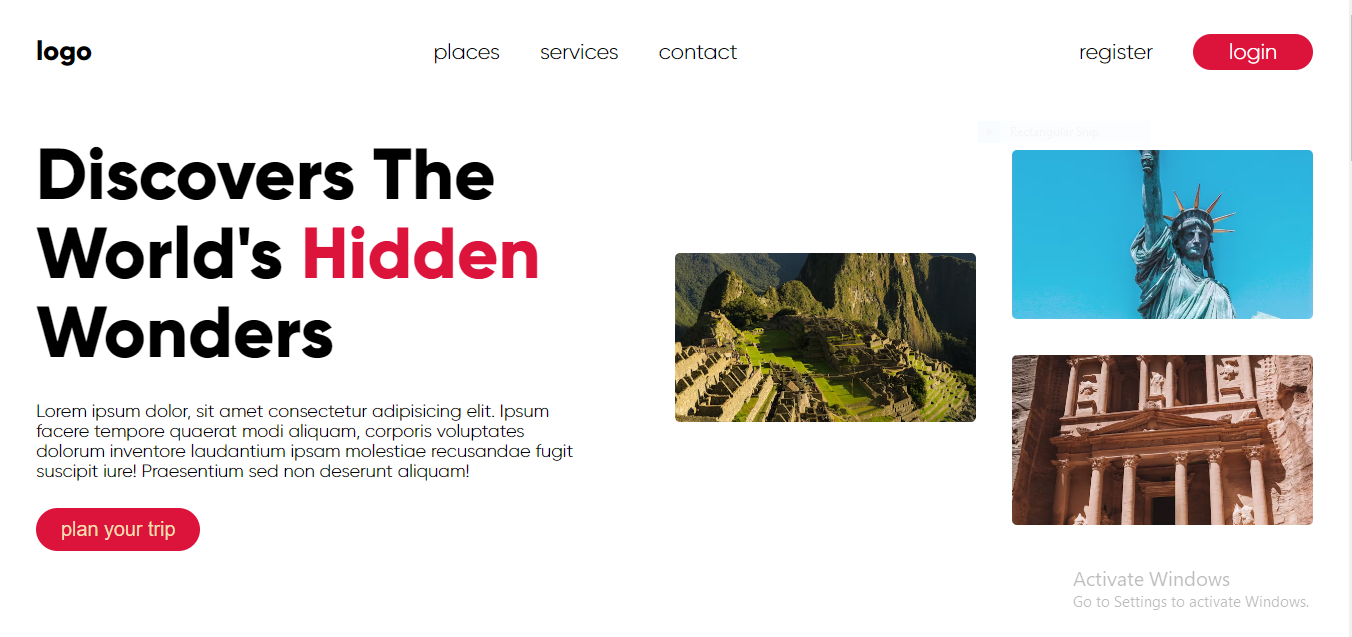 logo
places services contact
register login
Rectangular Snip
Discovers The
World's Hidden
Wonders
Lorem ipsum dolor, sit amet consectetur adipisicing elit. Ipsum
facere tempore quaerat modi aliquam, corporis voluptates
dolorum inventore laudantium ipsam molestiae recusandae fugit
suscipit iure! Praesentium sed non deserunt aliquam!
plan your trip
Activate Windows
Go to Settings to activate Windows.